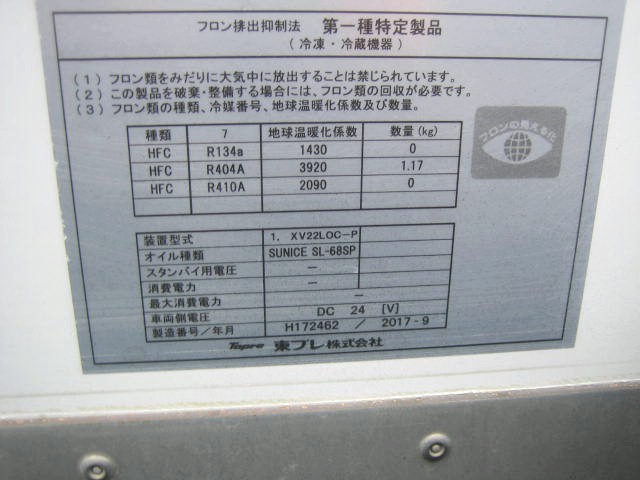 フロン排出抑制法 第一種特定製品
（冷凍・冷蔵機器）
（１）フロン類をみだりに大気中に放出することは禁じられています。
（２）この製品を破棄・整備する場合には、フロン類の回収が必要です。
（３）フロン類の種類、冷媒番号、地球温暖化係数及び数量。
フロンの見える化
種類 7 地球温暖化係数 数量(kg)
HFC R134a 1430 0
HFC R404A 3920 1.17
HFC R410A 2090 0
装置型式 1. XV22LOC-P
オイル種類 SUNICE SL-68SP
スタンバイ用電圧 －
消費電力 －
最大消費電力 －
車両側電圧 DC 24 [V]
製造番号／年月 H172462 ／ 2017-9
Topre 東プレ株式会社